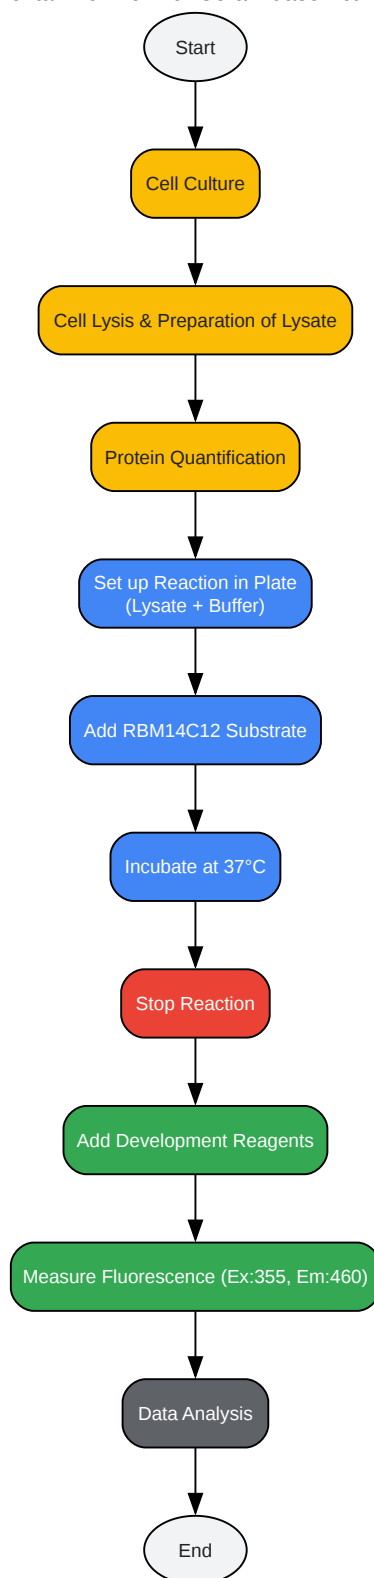 Start
Cell Culture
Cell Lysis & Preparation of Lysate
Protein Quantification
Set up Reaction in Plate
(Lysate + Buffer)
Add RBM14C12 Substrate
Incubate at 37°C
Stop Reaction
Add Development Reagents
Measure Fluorescence (Ex:355, Em:460)
Data Analysis
End